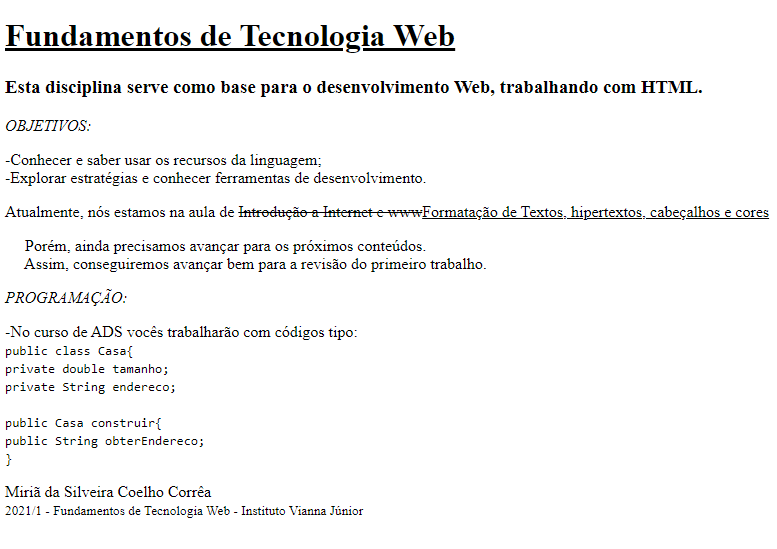 Fundamentos de Tecnologia Web
Esta disciplina serve como base para o desenvolvimento Web, trabalhando com HTML.
OBJETIVOS:
-Conhecer e saber usar os recursos da linguagem;
-Explorar estratégias e conhecer ferramentas de desenvolvimento.
Atualmente, nós estamos na aula de Introdução a Internet e wwwFormatação de Textos, hipertextos, cabeçalhos e cores
Porém, ainda precisamos avançar para os próximos conteúdos.
Assim, conseguiremos avançar bem para a revisão do primeiro trabalho.
PROGRAMAÇÃO:
-No curso de ADS vocês trabalharão com códigos tipo:
public class Casa{
private double tamanho;
private String endereco;
public Casa construir{
public String obterEndereco;
}
Miriã da Silveira Coelho Corrêa
2021/1 - Fundamentos de Tecnologia Web - Instituto Vianna Júnior